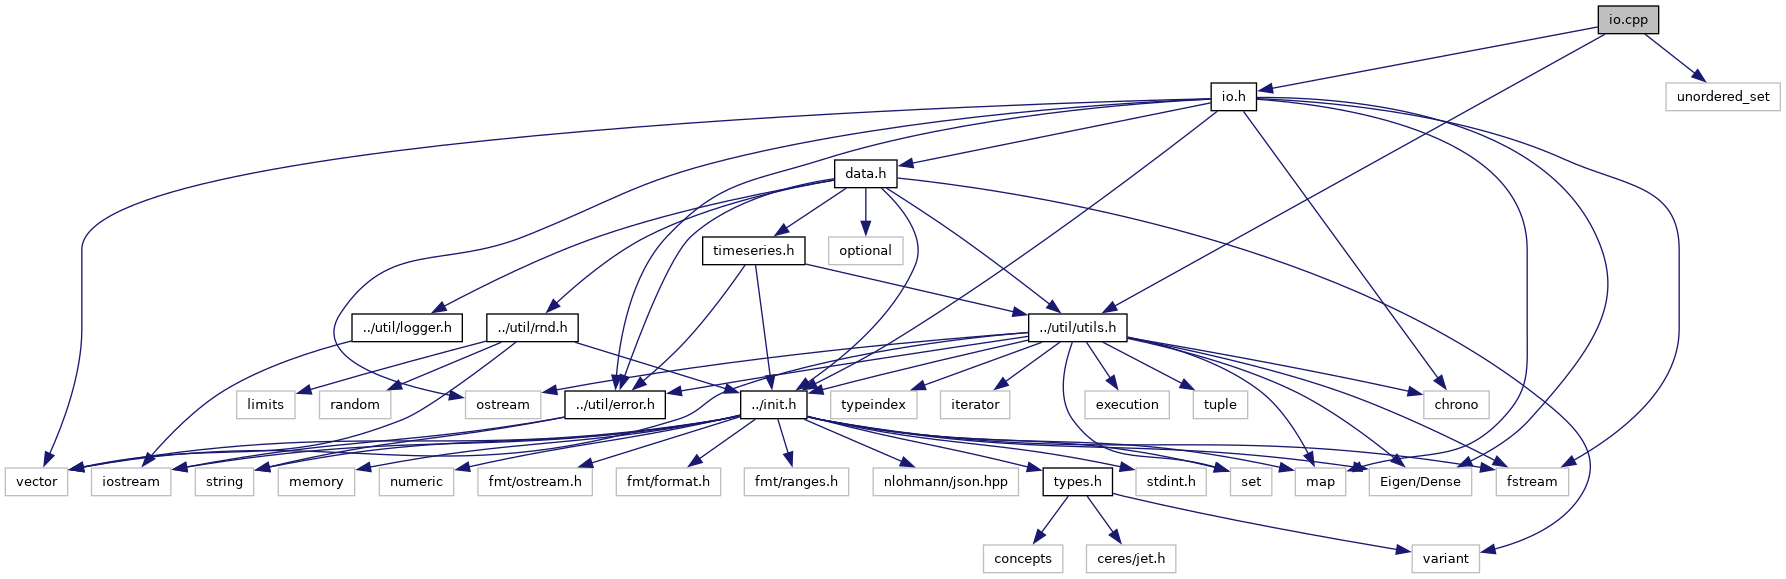 io.cpp
io.h
unordered_set
data.h
timeseries.h
optional
../util/logger.h
../util/rnd.h
../util/utils.h
limits
random
ostream
../util/error.h
../init.h
typeindex
iterator
execution
tuple
chrono
vector
iostream
string
memory
numeric
fmt/ostream.h
fmt/format.h
fmt/ranges.h
nlohmann/json.hpp
types.h
stdint.h
set
map
Eigen/Dense
fstream
concepts
ceres/jet.h
variant